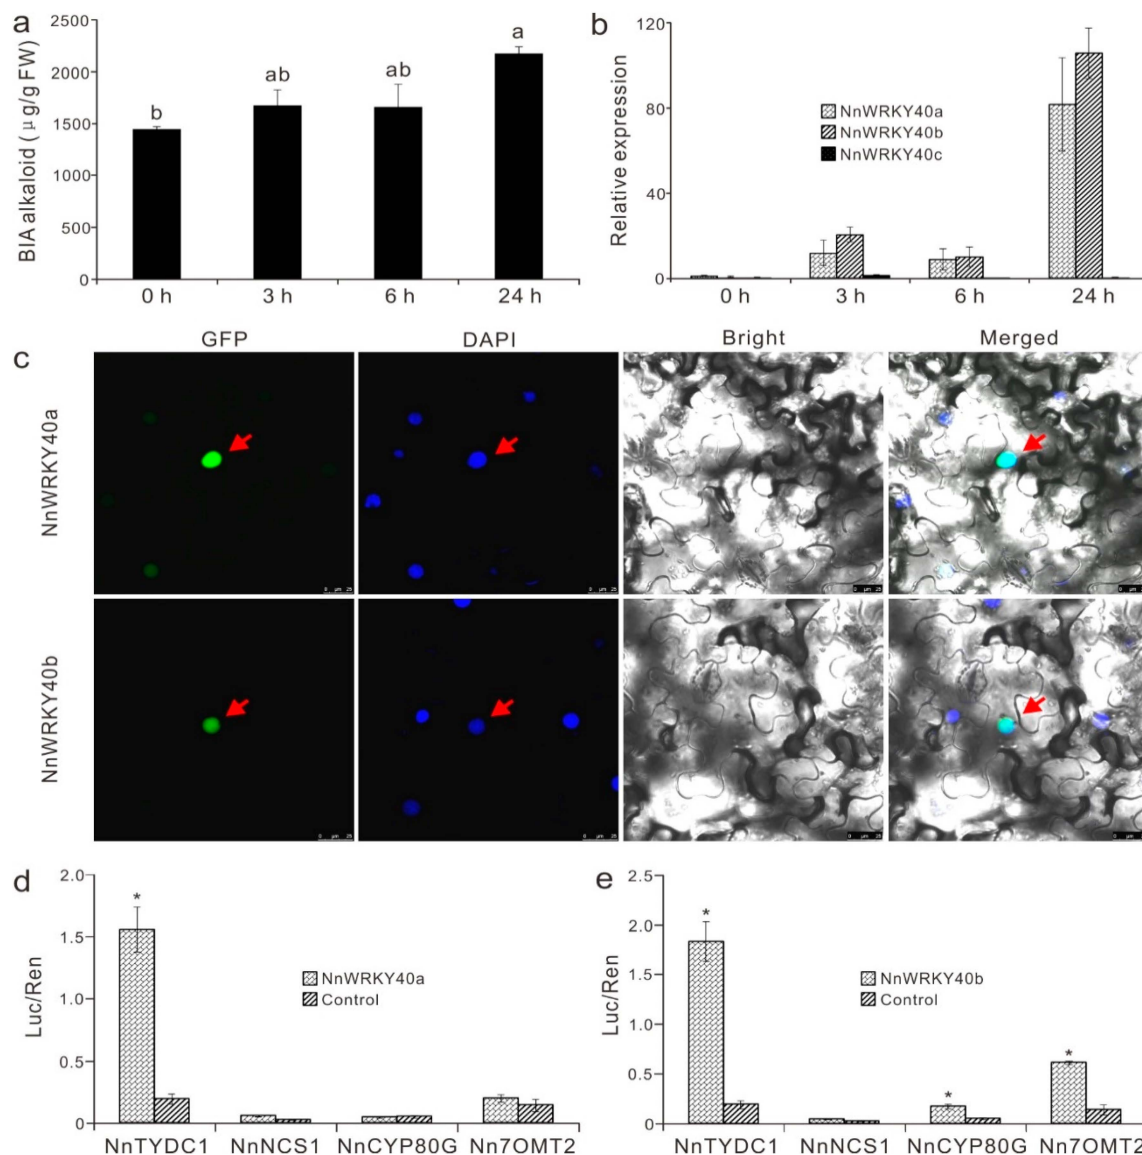 a
BIA alkaloid (μg/g FW)
2500
2000
1500
1000
500
0
b
ab
ab
a
0 h
3 h
6 h
24 h
b
Relative expression
120
80
40
0
NnWRKY40a
NnWRKY40b
NnWRKY40c
0 h
3 h
6 h
24 h
c
GFP
DAPI
Bright
Merged
NnWRKY40a
NnWRKY40b
d
Luc/Ren
2.0
1.5
1.0
0.5
0
*
NnWRKY40a
Control
NnTYDC1
NnNCS1
NnCYP80G
Nn7OMT2
e
Luc/Ren
2.5
2.0
1.5
1.0
0.5
0
*
*
*
NnWRKY40b
Control
NnTYDC1
NnNCS1
NnCYP80G
Nn7OMT2